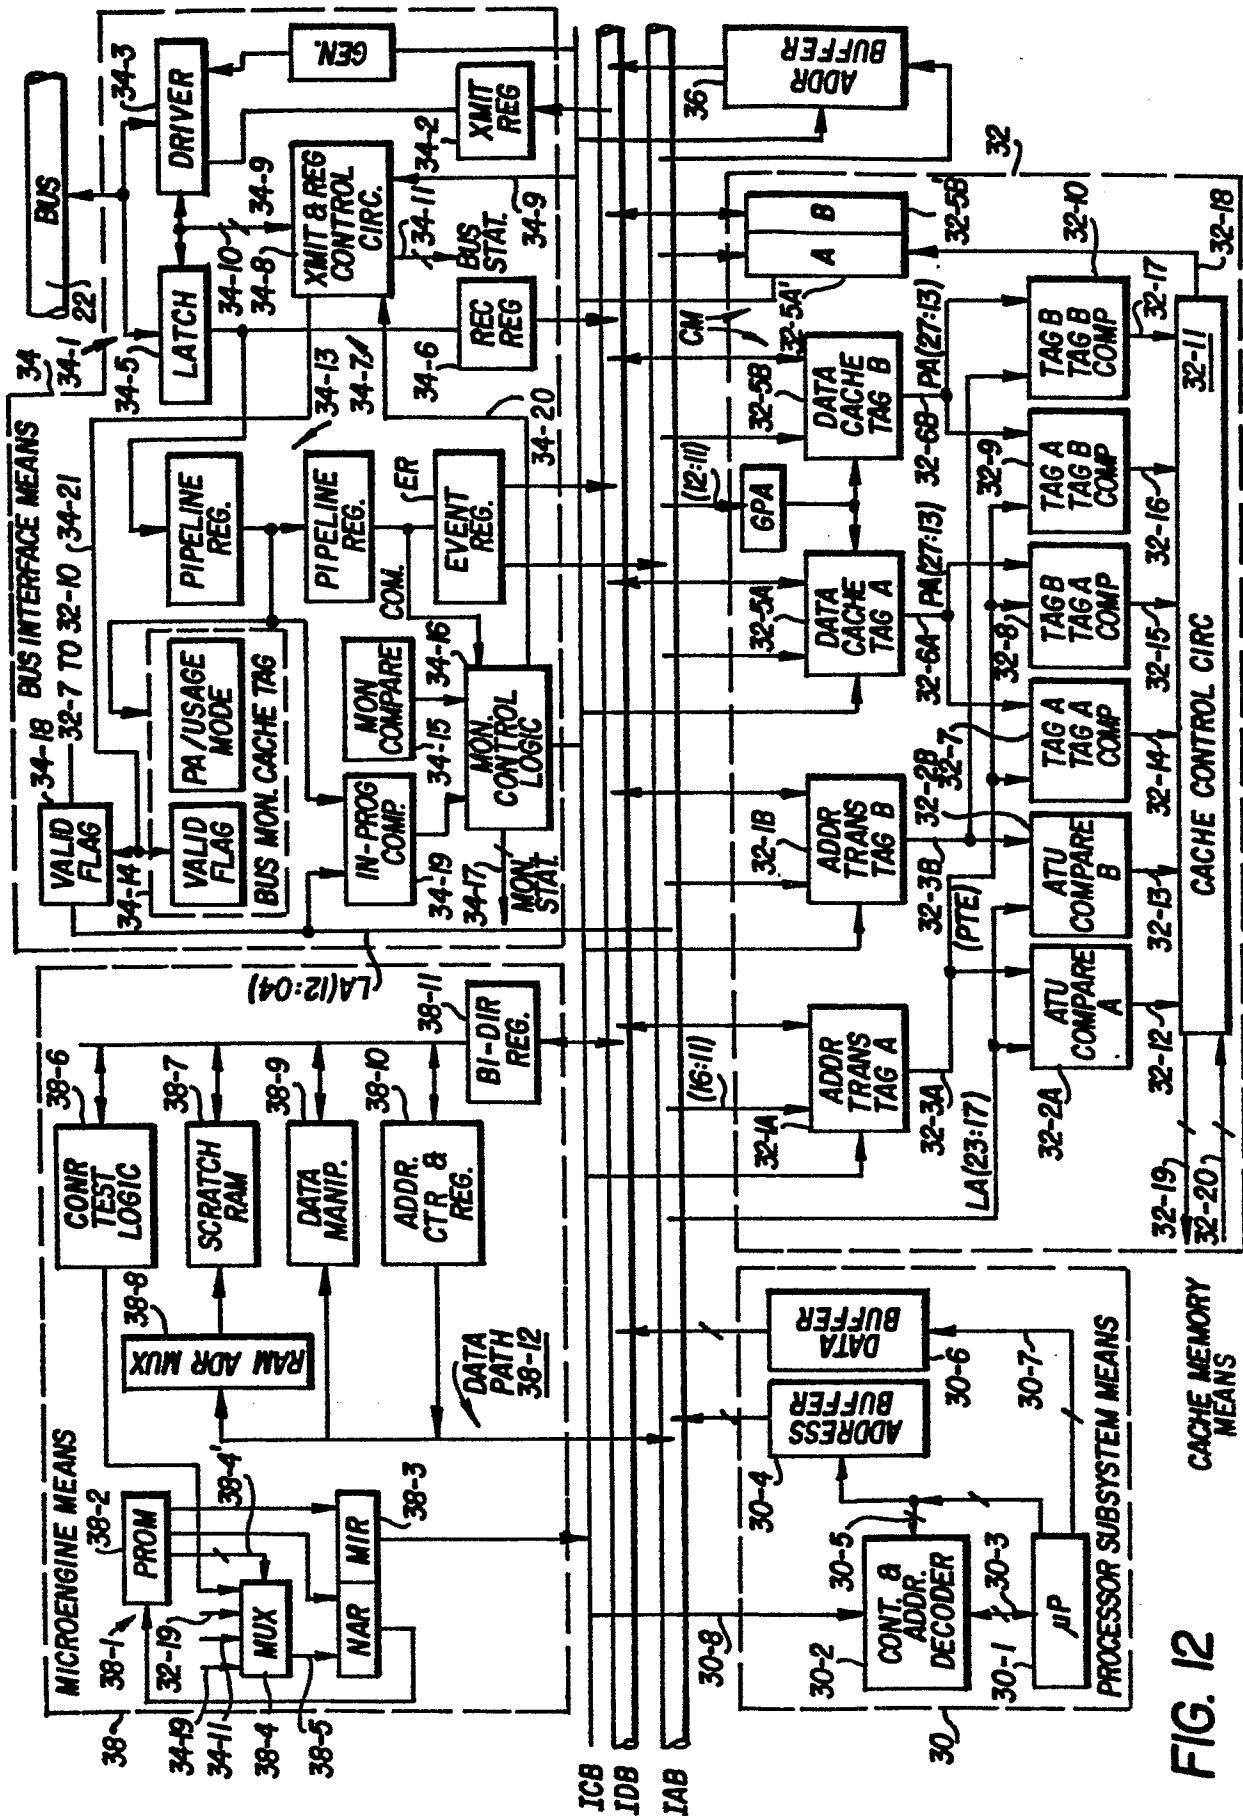 MICROENGINE MEANS
38
38-1
PROM
38-2
34-19
34-11
32-19
38-4
MUX
38-5
38-4'
NAR
MIR
38-3
RAM ADR MUX
38-8
CONR
TEST
LOGIC
38-6
SCRATCH
RAM
38-7
DATA
MANIP.
38-9
ADDR.
CTR &
REG.
38-10
BI-DIR
REG.
38-11
DATA
PATH
38-12
LA(12:04)
BUS INTERFACE MEANS
34
34-1
BUS
22
34-18
VALID
FLAG
32-7 TO 32-10
34-21
34-14
VALID
FLAG
PA/USAGE
MODE
BUS MON. CACHE TAG
PIPELINE
REG.
34-13
PIPELINE
REG.
34-7
IN-PROG
COMP.
34-19
MON
COMPARE
34-15
34-16
MON.
CONTROL
LOGIC
34-17
MON.
STAT.
COM.
ER
EVENT
REG.
34-20
34-5
LATCH
34-3
DRIVER
GEN.
34-10
34-9
34-8
XMIT & REG
CONTROL
CIRC.
34-11
BUS
STAT.
34-2
XMIT
REG
34-9
REC
REG
34-6
ICB
IDB
IAB
30
30-8
30-2
CONT. &
ADDR.
DECODER
30-5
30-4
ADDRESS
BUFFER
DATA
BUFFER
30-6
30-7
30-3
30-1
μP
PROCESSOR SUBSYSTEM MEANS
CACHE MEMORY
MEANS
32
LA(23:17)
(16:11)
32-1A
ADDR
TRANS
TAG A
32-3A
32-1B
ADDR
TRANS
TAG B
32-3B
(PTE)
32-2B
32-5A
DATA
CACHE
TAG A
32-6A
PA(27:13)
GPA
(12:11)
32-5B
DATA
CACHE
TAG B
32-6B
PA(27:13)
CM
32-5A'
A
B
32-5B
36
ADDR
BUFFER
32-2A
ATU
COMPARE
A
ATU
COMPARE
B
32-7
TAG A
TAG A
COMP
32-8
TAG B
TAG A
COMP
32-9
TAG A
TAG B
COMP
32-10
TAG B
TAG B
COMP
32-12
32-13
32-14
32-15
32-16
32-17
32-18
32-19
32-20
CACHE CONTROL CIRC
32-11
FIG. 12